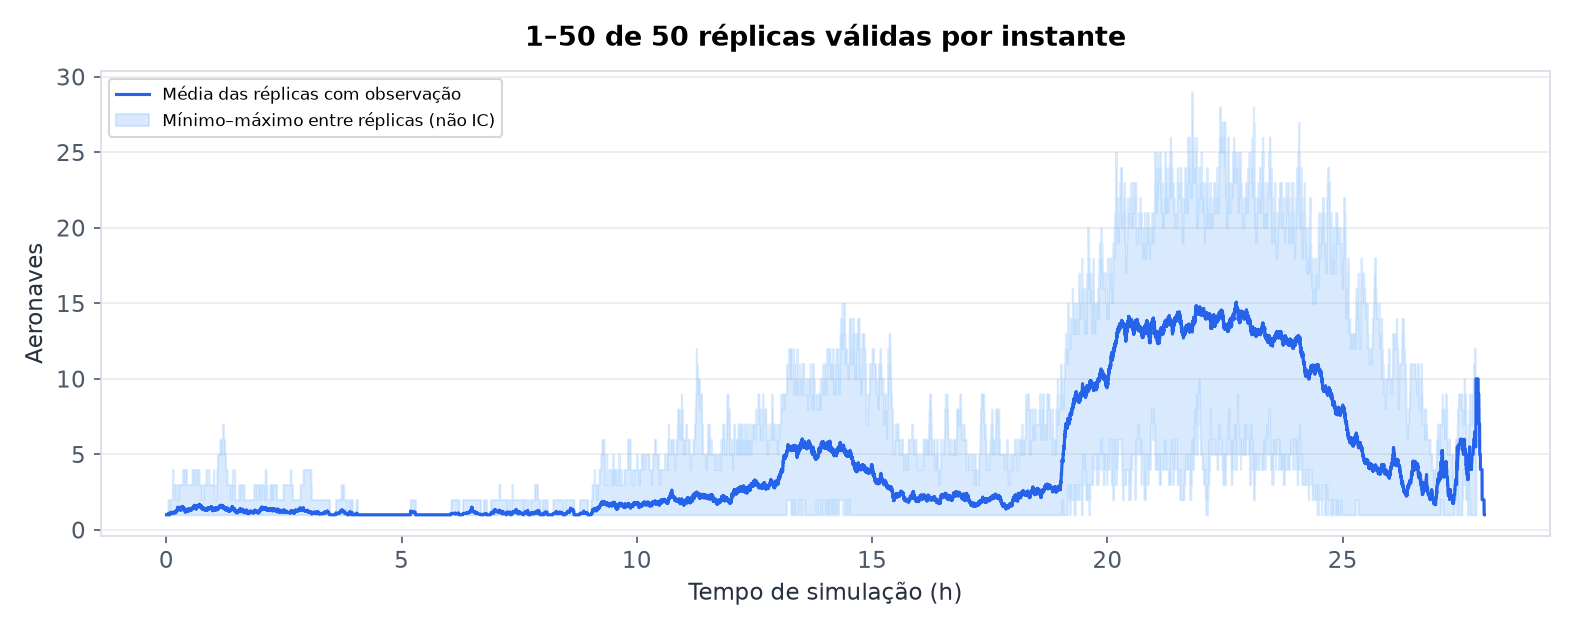 1–50 de 50 réplicas válidas por instante
Média das réplicas com observação
Mínimo–máximo entre réplicas (não IC)
Aeronaves
30
25
20
15
10
5
0
0 5 10 15 20 25
Tempo de simulação (h)